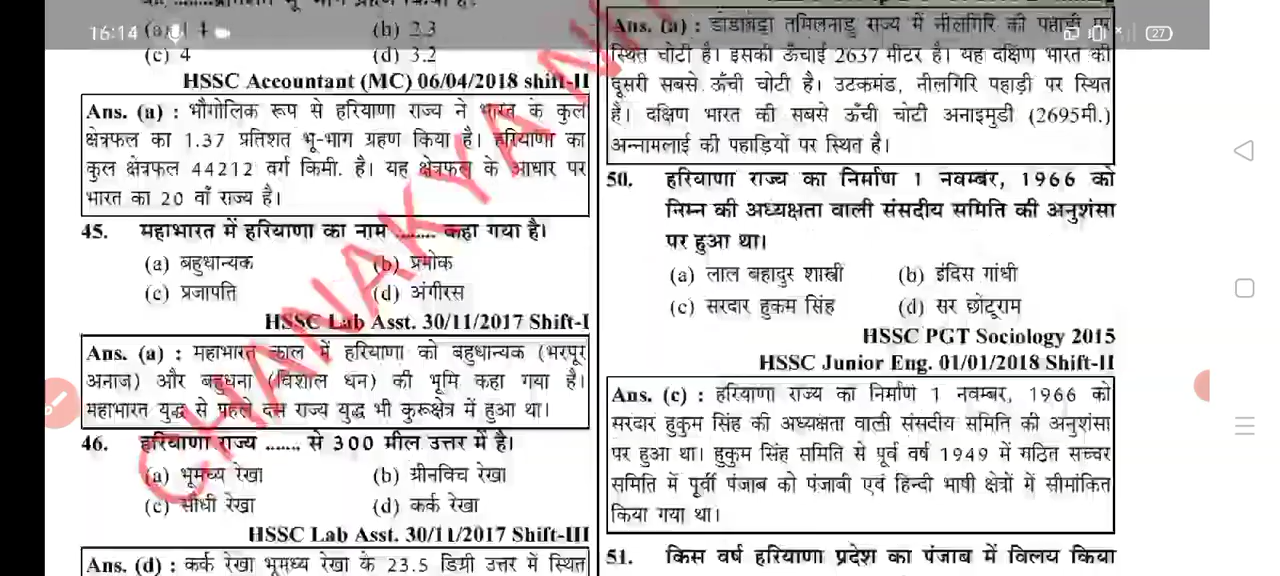 16:14
27
(a) 1 4
(b) 2.3
(c) 4
(d) 3.2
HSSC Accountant (MC) 06/04/2018 shift-II
Ans. (a) : भौगोलिक रूप से हरियाणा राज्य ने भारत के कुल
क्षेत्रफल का 1.37 प्रतिशत भू-भाग ग्रहण किया है। हरियाणा का
कुल क्षेत्रफल 44212 वर्ग किमी. है। यह क्षेत्रफल के आधार पर
भारत का 20 वाँ राज्य है।
45. महाभारत में हरियाणा का नाम ........ कहा गया है।
(a) बहुधान्यक
(b) प्रमोक
(c) प्रजापति
(d) अंगीरस
HSSC Lab Asst. 30/11/2017 Shift-I
Ans. (a) : महाभारत काल में हरियाणा को बहुधान्यक (भरपूर
अनाज) और बहुधना (विशाल धन) की भूमि कहा गया है।
महाभारत युद्ध से पहले दस राज्य युद्ध भी कुरूक्षेत्र में हुआ था।
46. हरियाणा राज्य ....... से 300 मील उत्तर में है।
(a) भूमध्य रेखा
(b) ग्रीनविच रेखा
(c) सीधी रेखा
(d) कर्क रेखा
HSSC Lab Asst. 30/11/2017 Shift-III
Ans. (d) : कर्क रेखा भूमध्य रेखा के 23.5 डिग्री उत्तर में स्थित
Ans. (a) : डोडाबेट्टा तमिलनाडु राज्य में नीलगिरि की पहाड़ी पर
स्थित चोटी है। इसकी ऊँचाई 2637 मीटर है। यह दक्षिण भारत की
दूसरी सबसे ऊँची चोटी है। उटकमंड, नीलगिरि पहाड़ी पर स्थित
है। दक्षिण भारत की सबसे ऊँची चोटी अनाइमुडी (2695मी.)
अन्नामलाई की पहाड़ियों पर स्थित है।
50. हरियाणा राज्य का निर्माण 1 नवम्बर, 1966 को
निम्न की अध्यक्षता वाली संसदीय समिति की अनुशंसा
पर हुआ था।
(a) लाल बहादुर शास्त्री
(b) इंदिस गांधी
(c) सरदार हुकम सिंह
(d) सर छोटूराम
HSSC PGT Sociology 2015
HSSC Junior Eng. 01/01/2018 Shift-II
Ans. (c) : हरियाणा राज्य का निर्माण 1 नवम्बर, 1966 को
सरदार हुकुम सिंह की अध्यक्षता वाली संसदीय समिति की अनुशंसा
पर हुआ था। हुकुम सिंह समिति से पूर्व वर्ष 1949 में गठित सच्चर
समिति में पूर्वी पंजाब को पंजाबी एवं हिन्दी भाषी क्षेत्रों में सीमांकित
किया गया था।
51. किस वर्ष हरियाणा प्रदेश का पंजाब में विलय किया
CHANAKYA